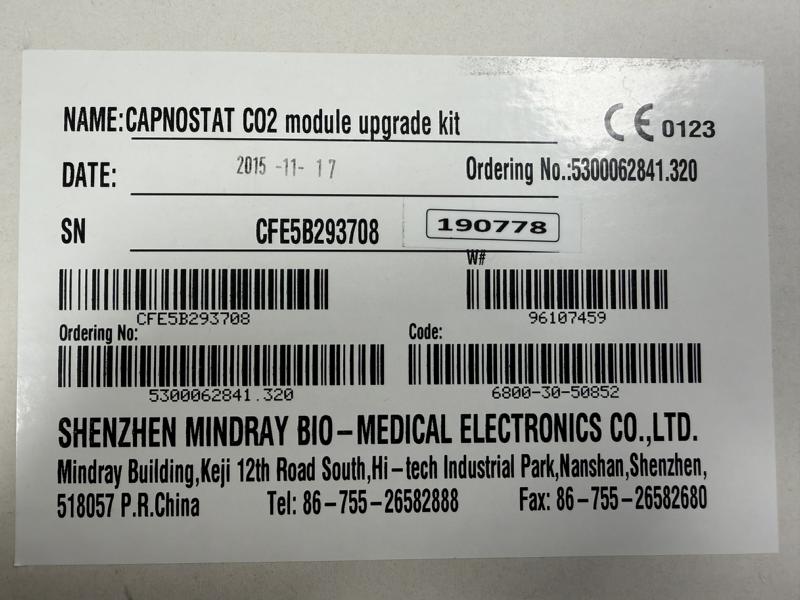 NAME:CAPNOSTAT CO2 module upgrade kit
CE 0123
DATE: 2015 -11- 17
Ordering No.:5300062841.320
SN CFE5B293708
190778
W#
CFE5B293708
96107459
Ordering No:
Code:
5300062841.320
6800-30-50852
SHENZHEN MINDRAY BIO-MEDICAL ELECTRONICS CO.,LTD.
Mindray Building,Keji 12th Road South,Hi-tech Industrial Park,Nanshan,Shenzhen,
518057 P.R.China Tel: 86-755-26582888 Fax: 86-755-26582680